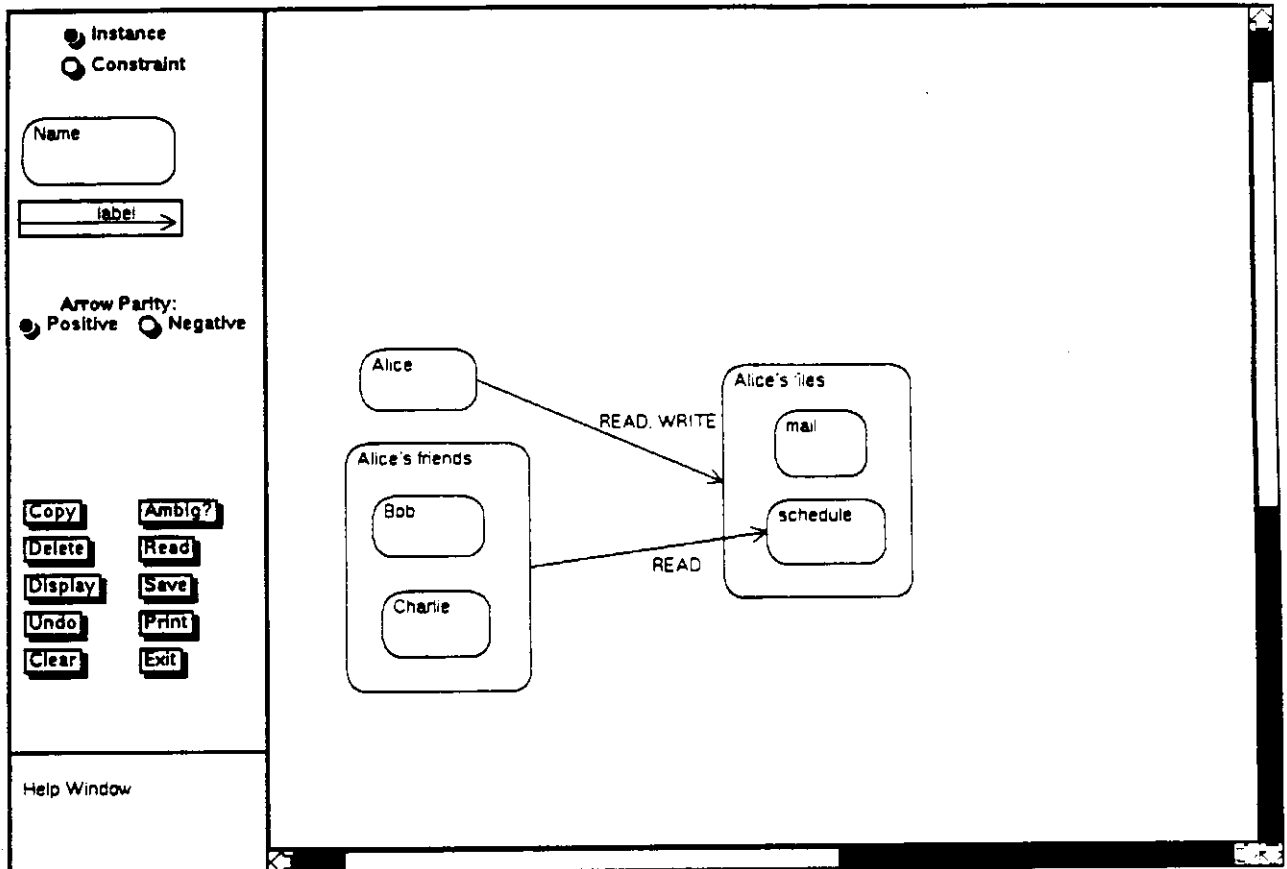 Instance
Constraint
Name
label
Arrow Parity:
Positive Negative
Copy Ambig?
Delete Read
Display Save
Undo Print
Clear Exit
Help Window
Alice
READ, WRITE
Alice's files
mail
schedule
Alice's friends
Bob
Charlie
READ